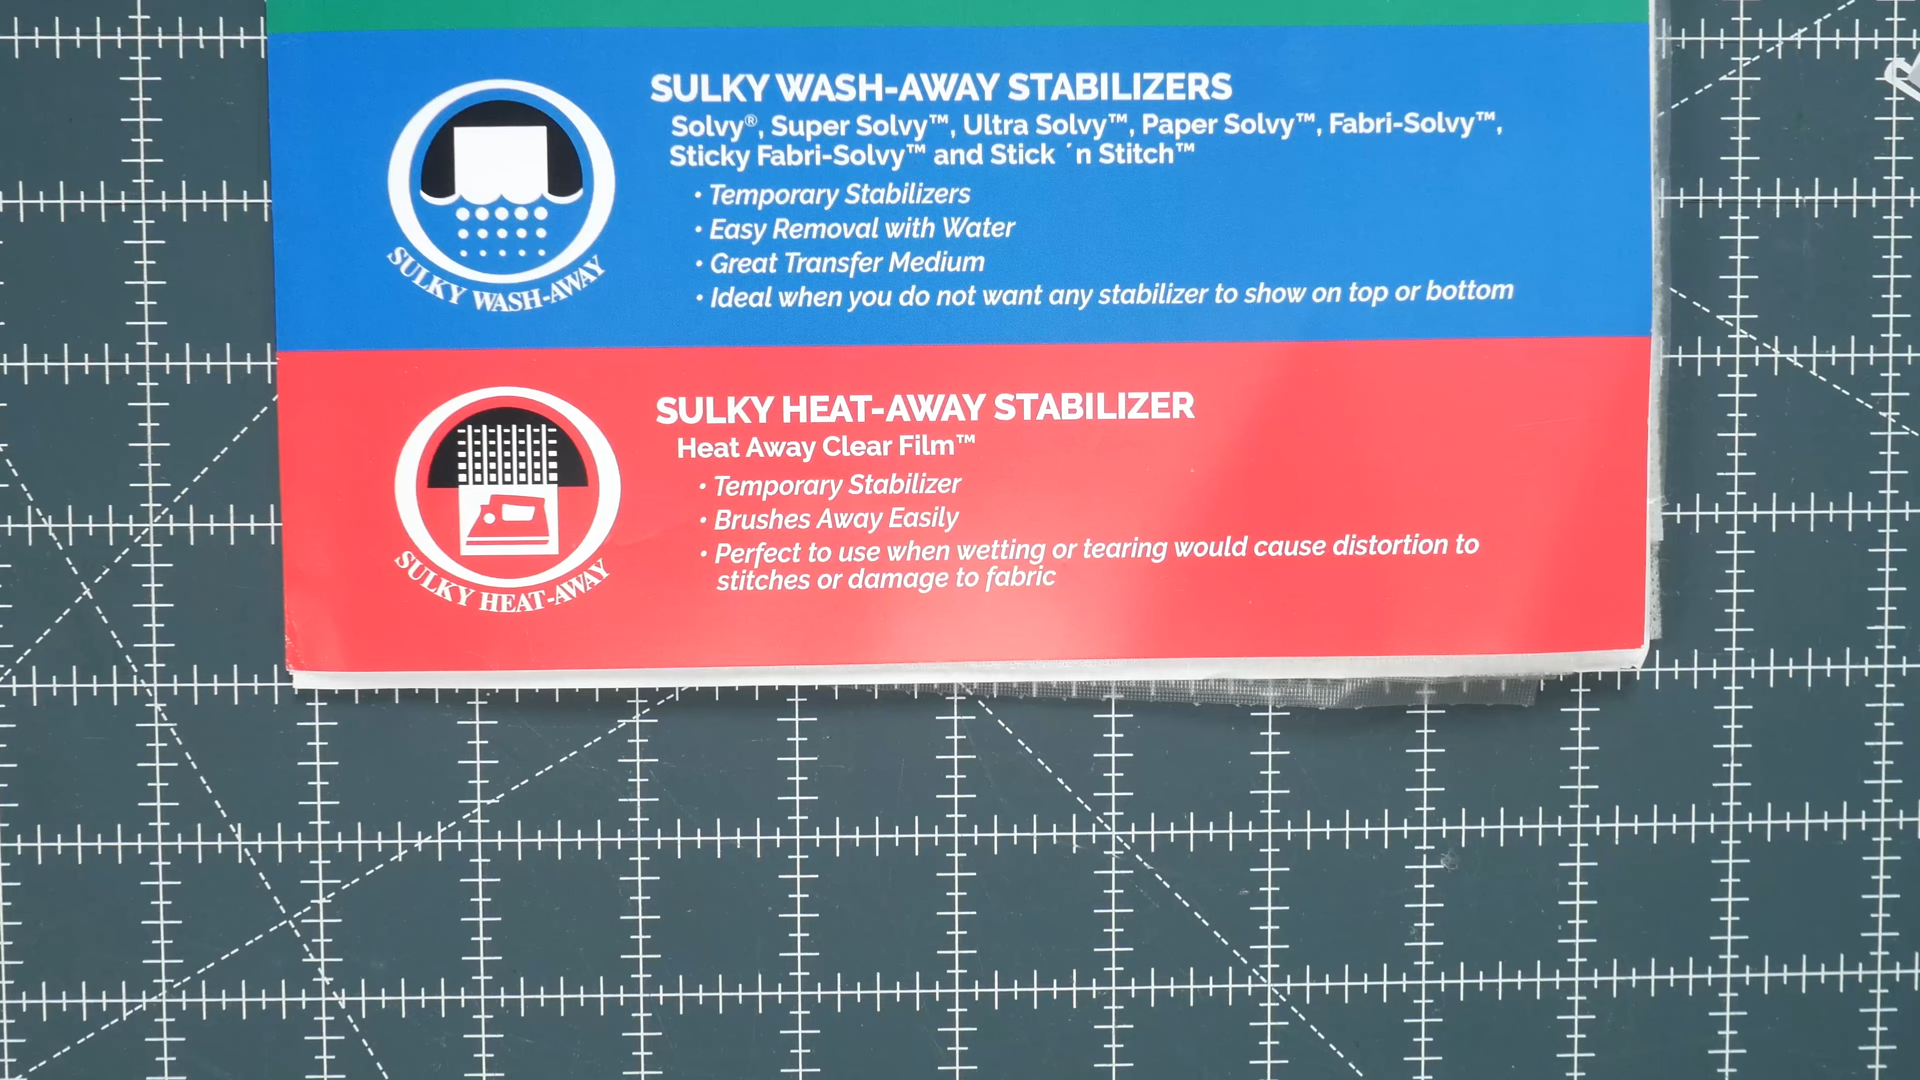 SULKY WASH-AWAY STABILIZERS
Solvy®, Super Solvy™, Ultra Solvy™, Paper Solvy™, Fabri-Solvy™,
Sticky Fabri-Solvy™ and Stick ´n Stitch™
• Temporary Stabilizers
• Easy Removal with Water
• Great Transfer Medium
• Ideal when you do not want any stabilizer to show on top or bottom
SULKY WASH-AWAY
SULKY HEAT-AWAY STABILIZER
Heat Away Clear Film™
• Temporary Stabilizer
• Brushes Away Easily
• Perfect to use when wetting or tearing would cause distortion to
stitches or damage to fabric
SULKY HEAT-AWAY